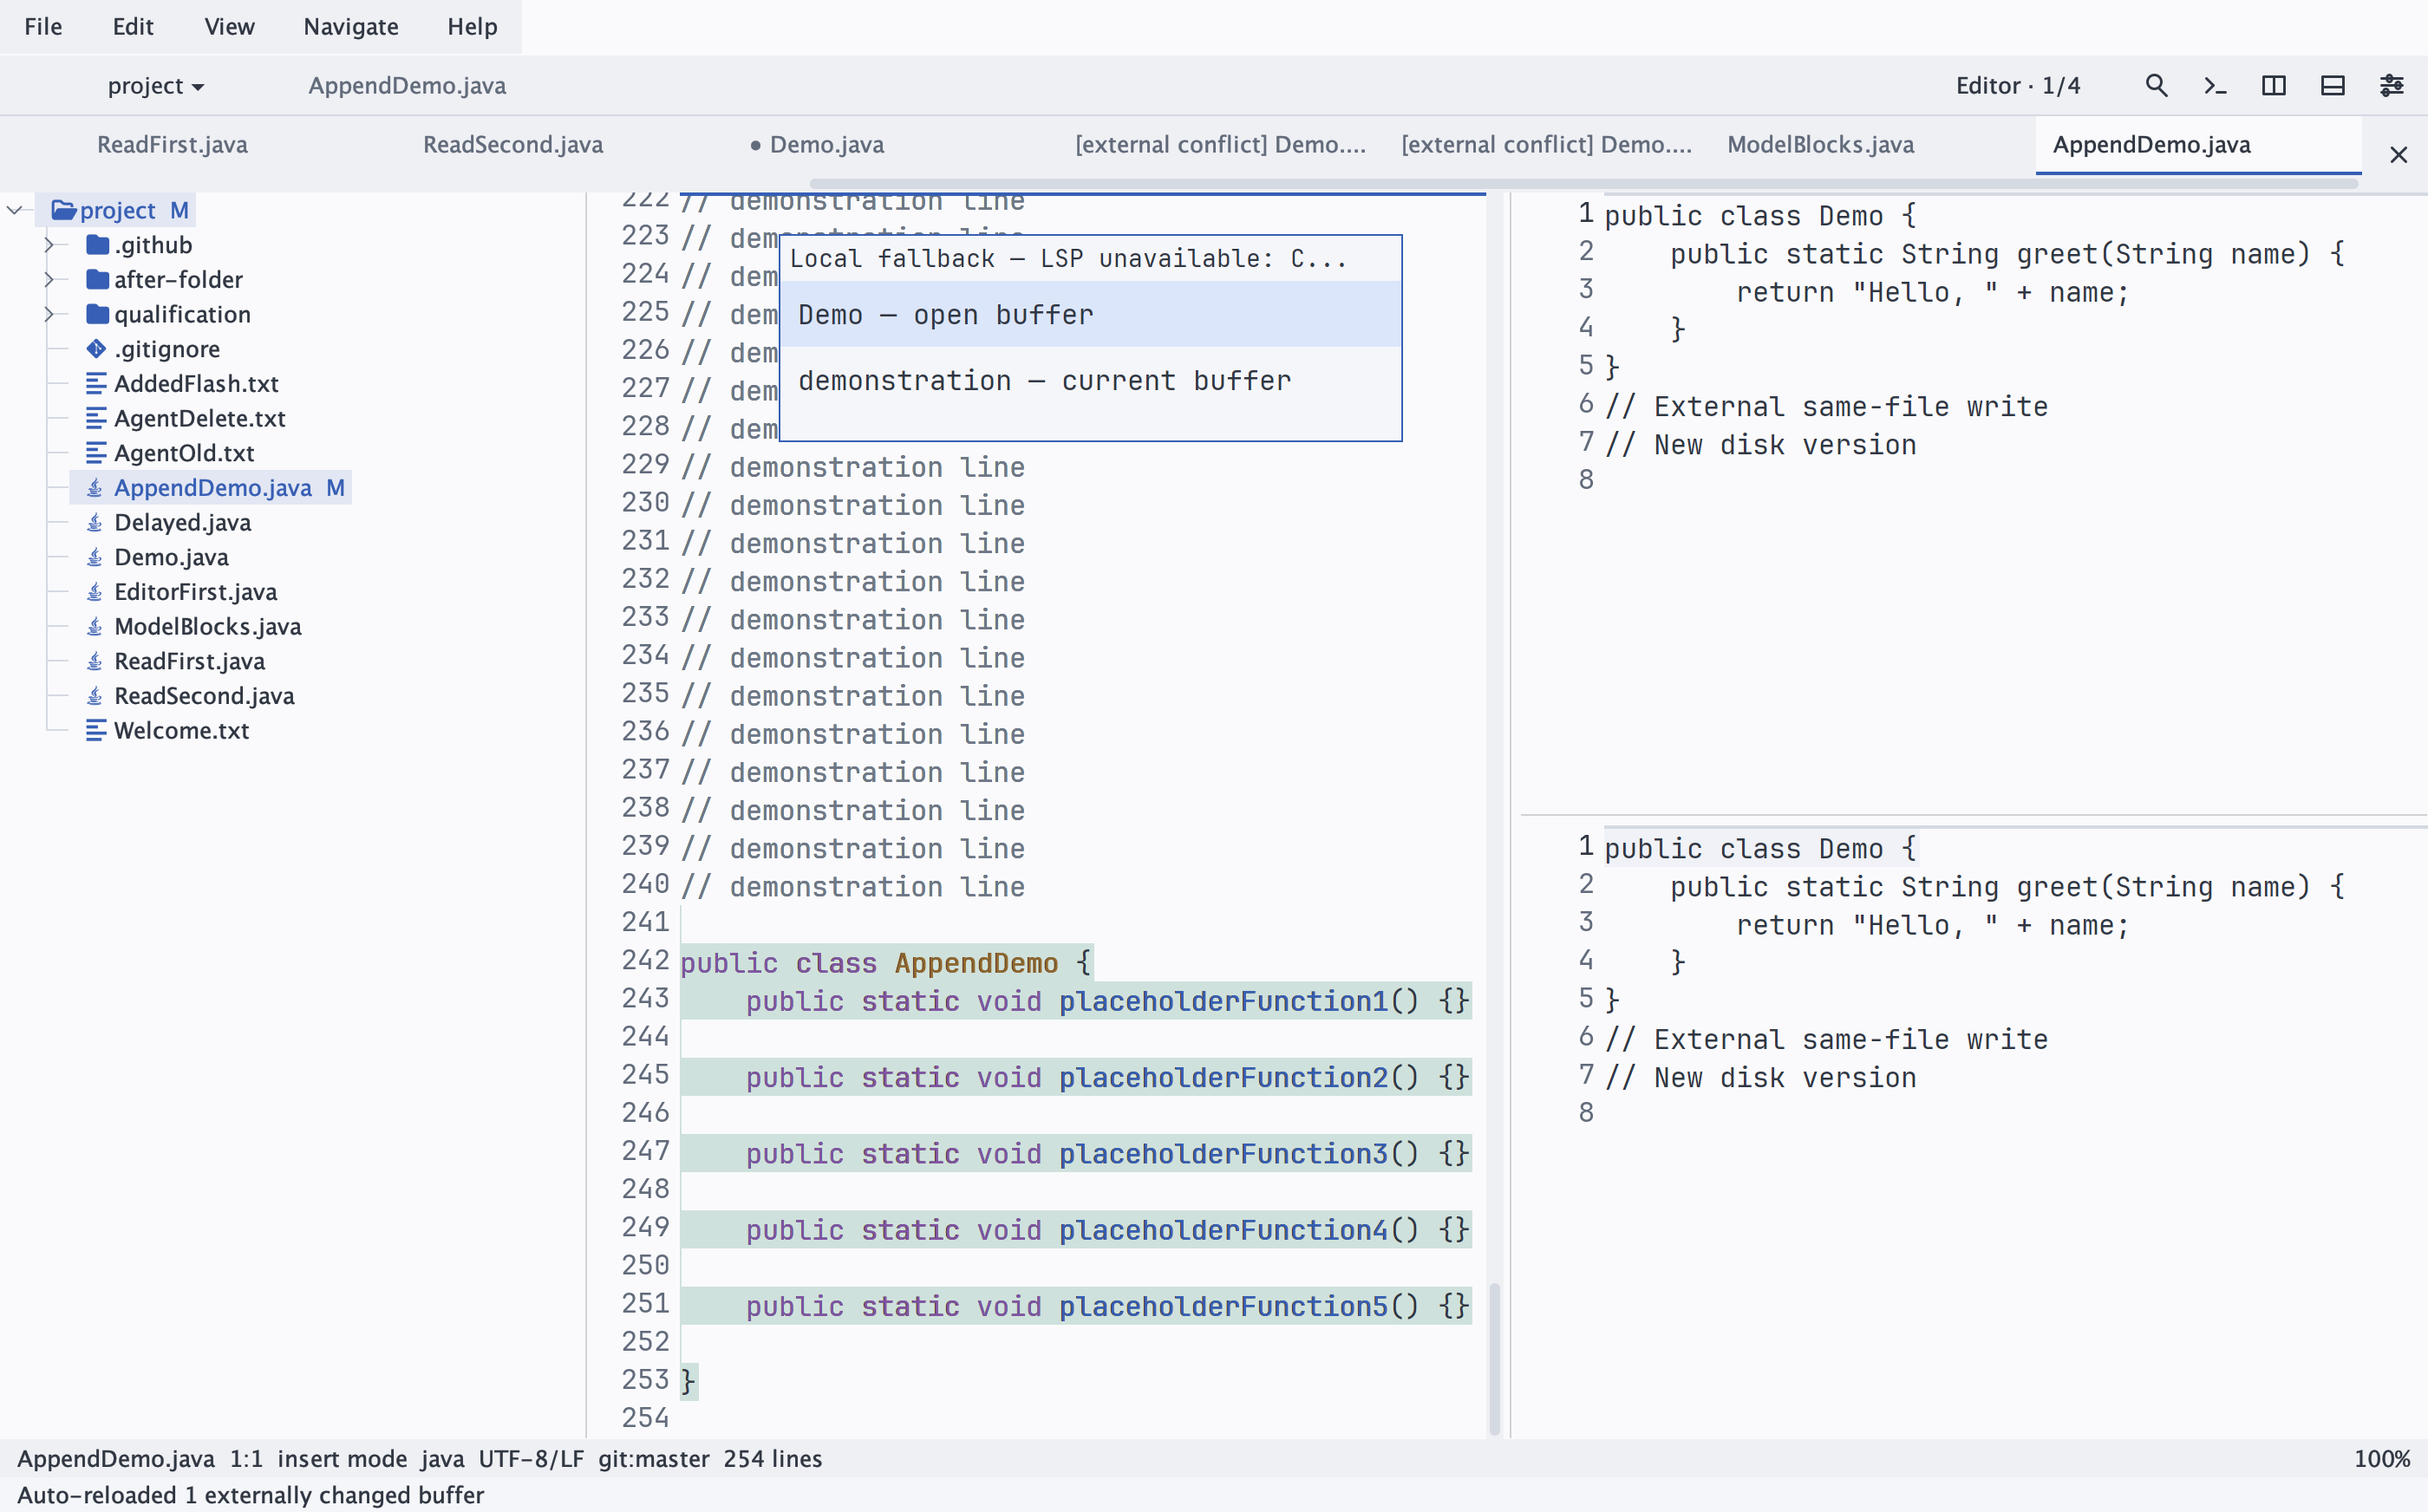 File Edit View Navigate Help
project AppendDemo.java Editor · 1/4
ReadFirst.java ReadSecond.java • Demo.java [external conflict] Demo.... [external conflict] Demo.... ModelBlocks.java AppendDemo.java
project M
.github
after-folder
qualification
.gitignore
AddedFlash.txt
AgentDelete.txt
AgentOld.txt
AppendDemo.java M
Delayed.java
Demo.java
EditorFirst.java
ModelBlocks.java
ReadFirst.java
ReadSecond.java
Welcome.txt
222 // demonstration line
223 // demonstration line
224 // dem
225 // dem
226 // dem
227 // dem
228 // dem
Local fallback — LSP unavailable: C...
Demo — open buffer
demonstration — current buffer
229 // demonstration line
230 // demonstration line
231 // demonstration line
232 // demonstration line
233 // demonstration line
234 // demonstration line
235 // demonstration line
236 // demonstration line
237 // demonstration line
238 // demonstration line
239 // demonstration line
240 // demonstration line
241
242 public class AppendDemo {
243     public static void placeholderFunction1() {}
244
245     public static void placeholderFunction2() {}
246
247     public static void placeholderFunction3() {}
248
249     public static void placeholderFunction4() {}
250
251     public static void placeholderFunction5() {}
252
253 }
254
1 public class Demo {
2     public static String greet(String name) {
3         return "Hello, " + name;
4     }
5 }
6 // External same-file write
7 // New disk version
8
1 public class Demo {
2     public static String greet(String name) {
3         return "Hello, " + name;
4     }
5 }
6 // External same-file write
7 // New disk version
8
AppendDemo.java 1:1 insert mode java UTF-8/LF git:master 254 lines 100%
Auto-reloaded 1 externally changed buffer